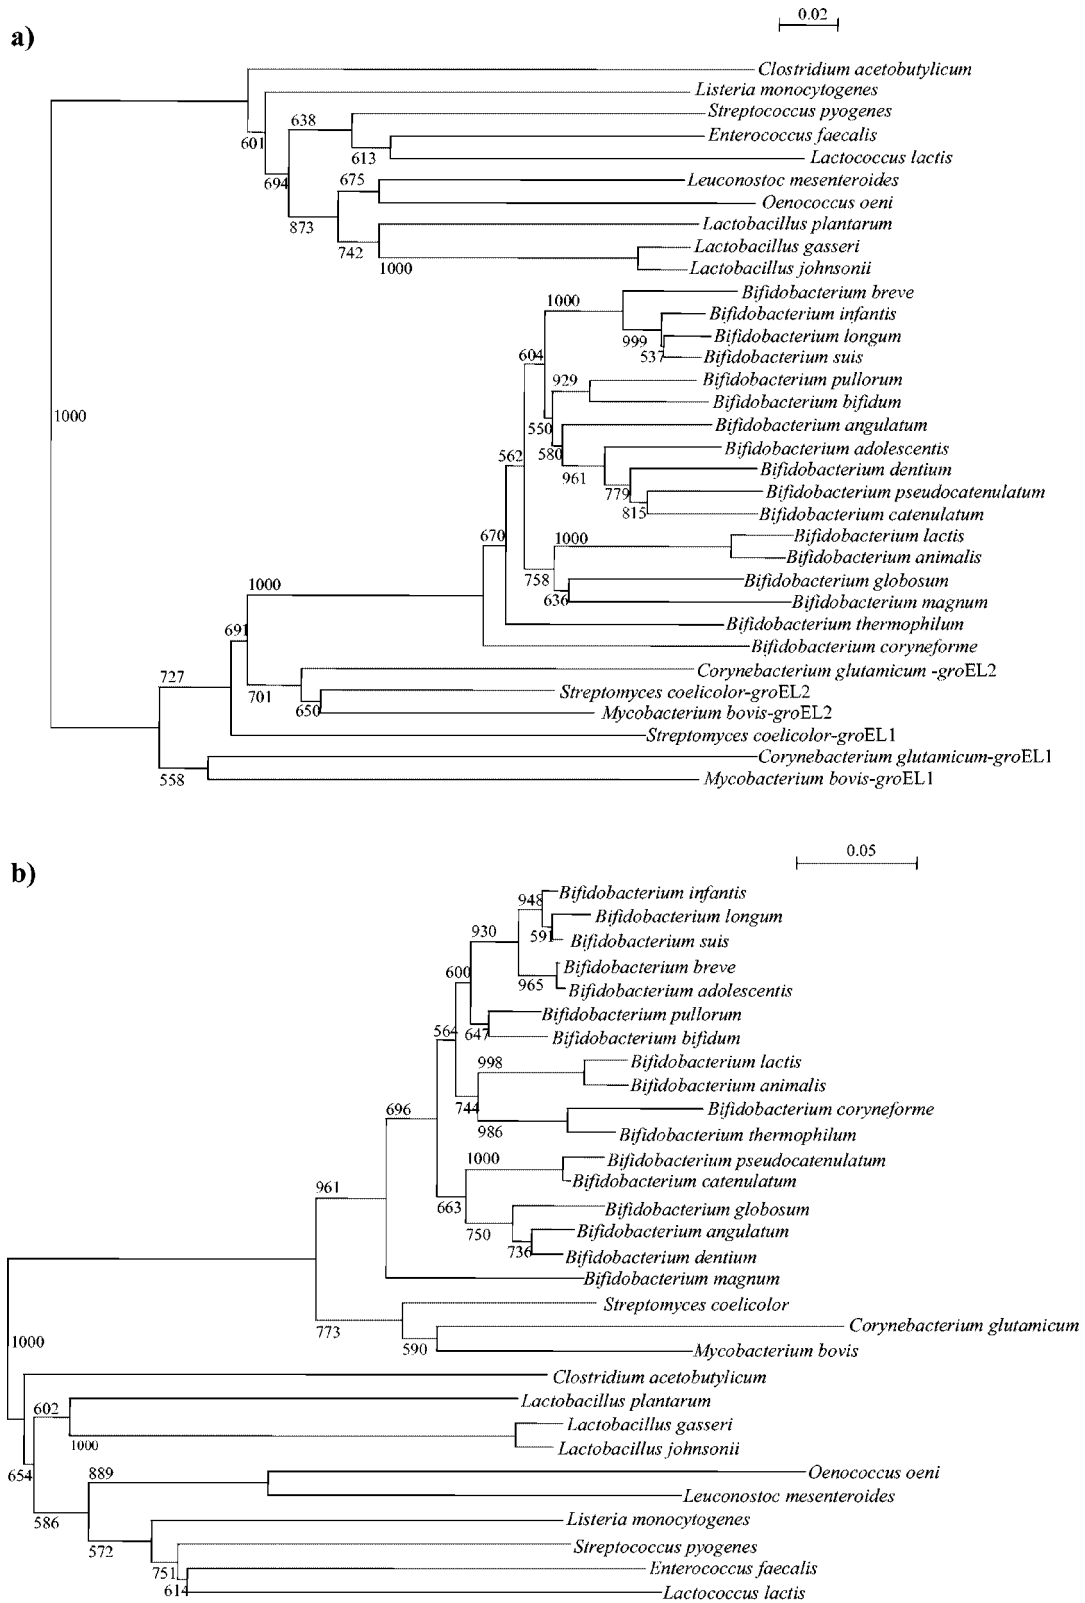 a)
0.02
Clostridium acetobutylicum
Listeria monocytogenes
Streptococcus pyogenes
638
Enterococcus faecalis
601
613
Lactococcus lactis
694
675
Leuconostoc mesenteroides
Oenococcus oeni
873
Lactobacillus plantarum
742
Lactobacillus gasseri
1000
Lactobacillus johnsonii
Bifidobacterium breve
1000
Bifidobacterium infantis
999
Bifidobacterium longum
604
537
Bifidobacterium suis
929
Bifidobacterium pullorum
Bifidobacterium bifidum
1000
550
Bifidobacterium angulatum
562
580
Bifidobacterium adolescentis
961
Bifidobacterium dentium
779
Bifidobacterium pseudocatenulatum
815
Bifidobacterium catenulatum
670
1000
Bifidobacterium lactis
Bifidobacterium animalis
758
Bifidobacterium globosum
1000
636
Bifidobacterium magnum
691
Bifidobacterium thermophilum
Bifidobacterium coryneforme
727
Corynebacterium glutamicum -groEL2
701
Streptomyces coelicolor-groEL2
650
Mycobacterium bovis-groEL2
Streptomyces coelicolor-groEL1
Corynebacterium glutamicum-groEL1
558
Mycobacterium bovis-groEL1
b)
0.05
948
Bifidobacterium infantis
Bifidobacterium longum
930
591
Bifidobacterium suis
600
Bifidobacterium breve
965
Bifidobacterium adolescentis
Bifidobacterium pullorum
564
647
Bifidobacterium bifidum
998
Bifidobacterium lactis
Bifidobacterium animalis
696
744
Bifidobacterium coryneforme
986
Bifidobacterium thermophilum
1000
Bifidobacterium pseudocatenulatum
961
Bifidobacterium catenulatum
663
Bifidobacterium globosum
750
Bifidobacterium angulatum
736
Bifidobacterium dentium
Bifidobacterium magnum
Streptomyces coelicolor
773
Corynebacterium glutamicum
1000
590
Mycobacterium bovis
Clostridium acetobutylicum
602
Lactobacillus plantarum
Lactobacillus gasseri
1000
Lactobacillus johnsonii
654
889
Oenococcus oeni
Leuconostoc mesenteroides
586
Listeria monocytogenes
572
Streptococcus pyogenes
751
Enterococcus faecalis
614
Lactococcus lactis